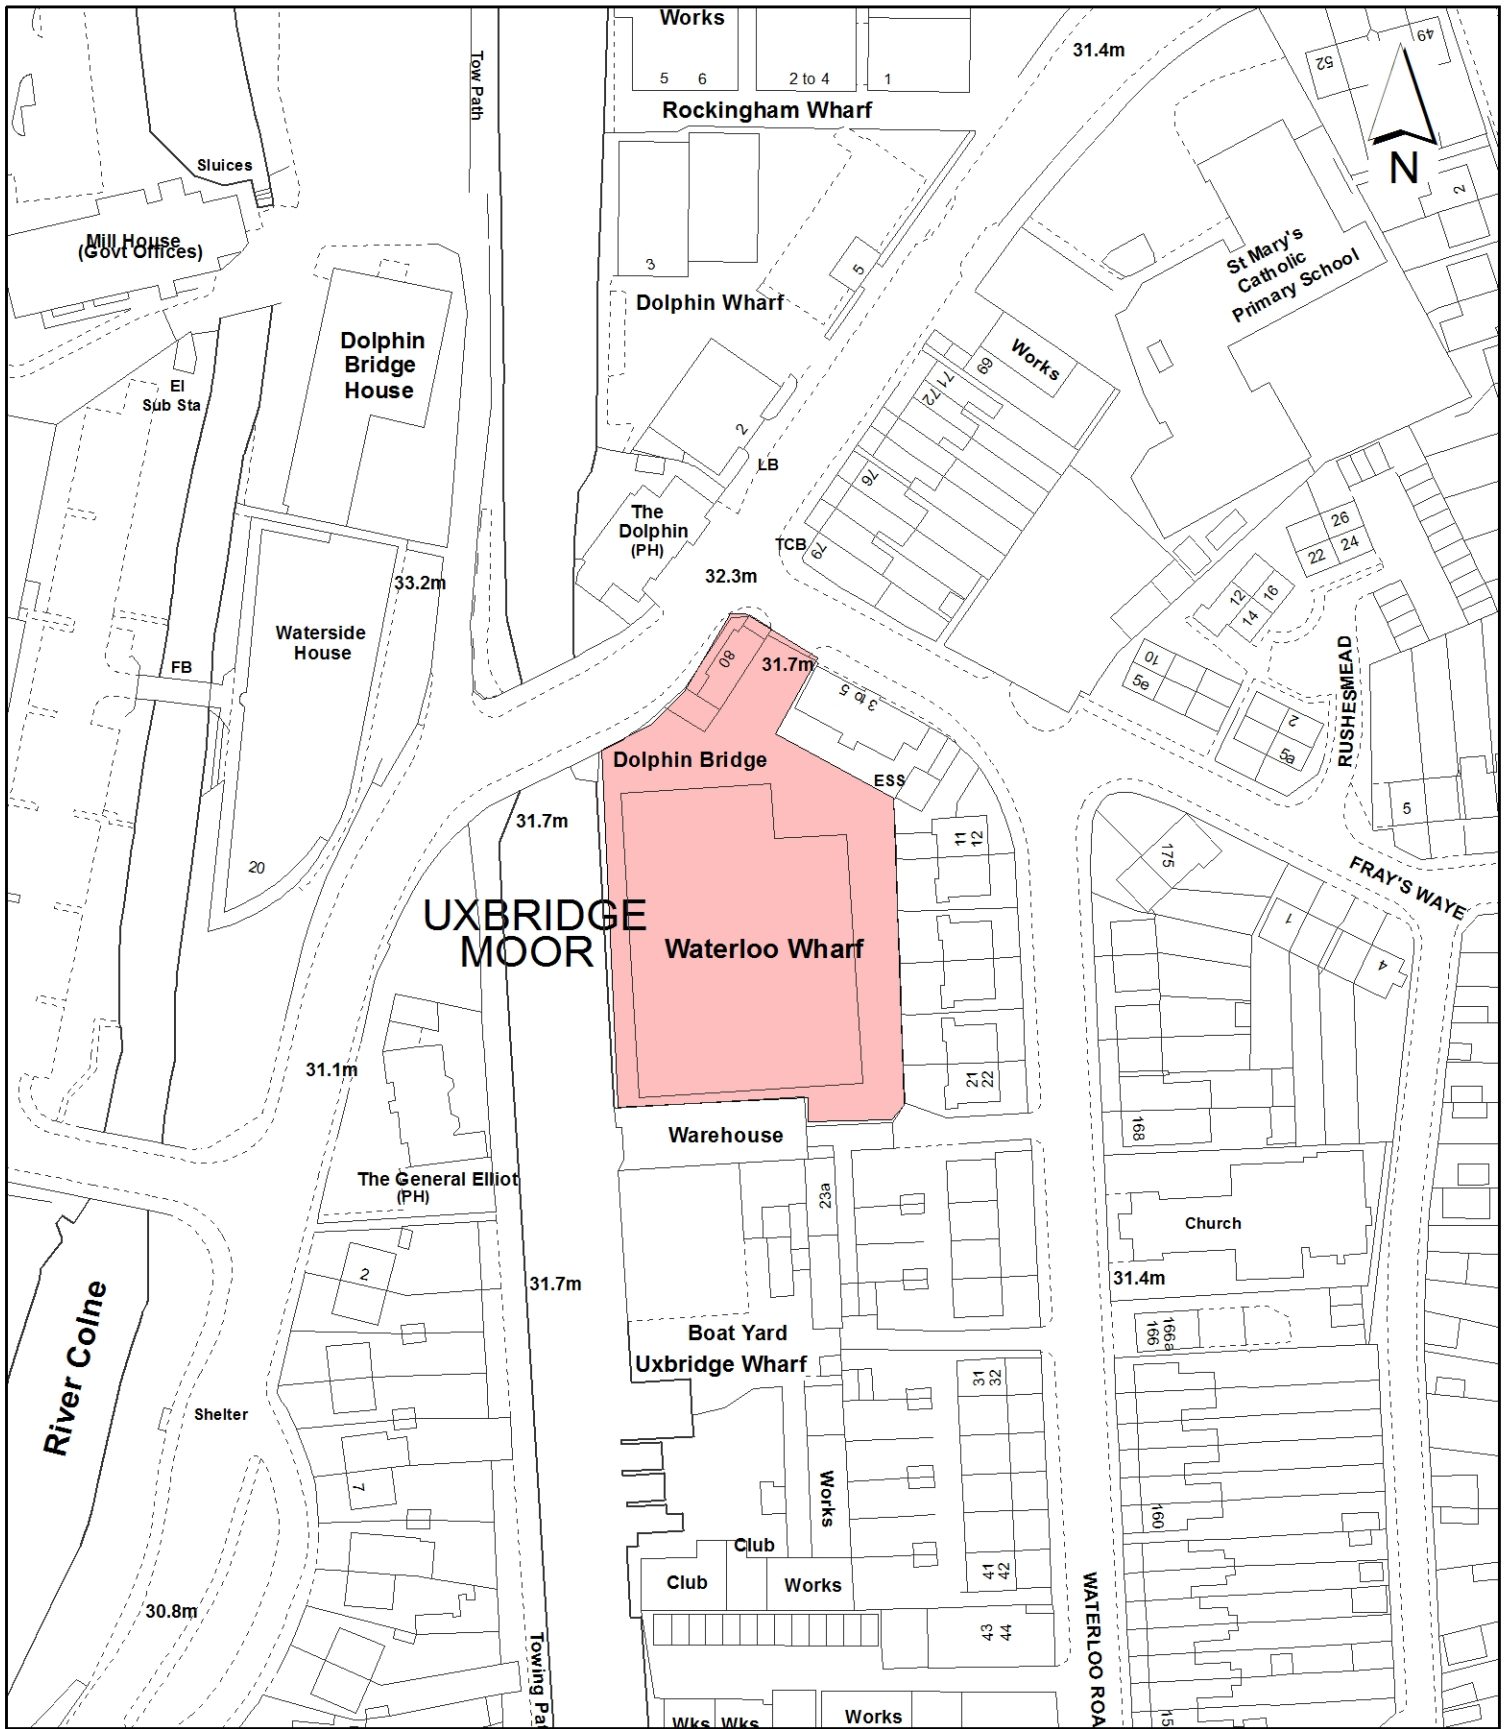 Works
5 6
2 to 4
1
31.4m
49
52
Tow Path
Rockingham Wharf
N
Sluices
2
Mill House
(Govt Offices)
St Mary's
Catholic
Primary School
3
5
Dolphin Wharf
Dolphin
Bridge
House
Works
69
71
72
El
Sub Sta
2
LB
76
The
Dolphin
(PH)
26
24
22
TCB
79
32.3m
33.2m
12
16
14
Waterside
House
FB
80
31.7m
10
5e
RUSHESMEAD
3 to 5
2
5a
Dolphin Bridge
ESS
5
31.7m
11
12
175
20
FRAY'S WAYE
UXBRIDGE
MOOR
Waterloo Wharf
1
4
31.1m
21
22
168
Warehouse
The General Elliot
(PH)
23a
Church
2
31.7m
31.4m
River Colne
Boat Yard
Uxbridge Wharf
166
166a
31
32
Shelter
7
Works
160
Club
Club
Works
41
42
30.8m
43
44
WATERLOO ROA
Towing Pat
Wks Wks
Works
15